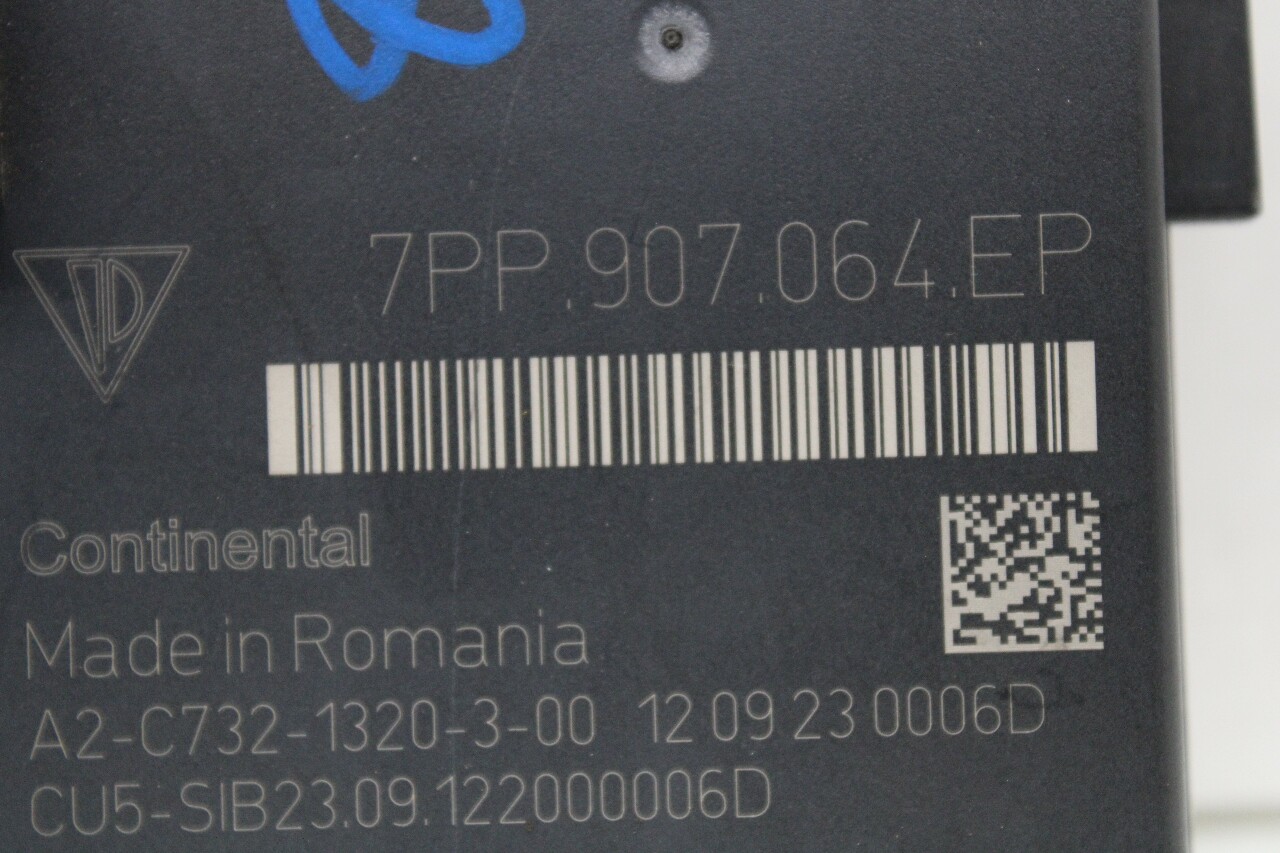 7PP.907.064.EP
Continental
Made in Romania
A2-C732-1320-3-00 12 09 23 0006D
CU5-SIB23.09.122000006D